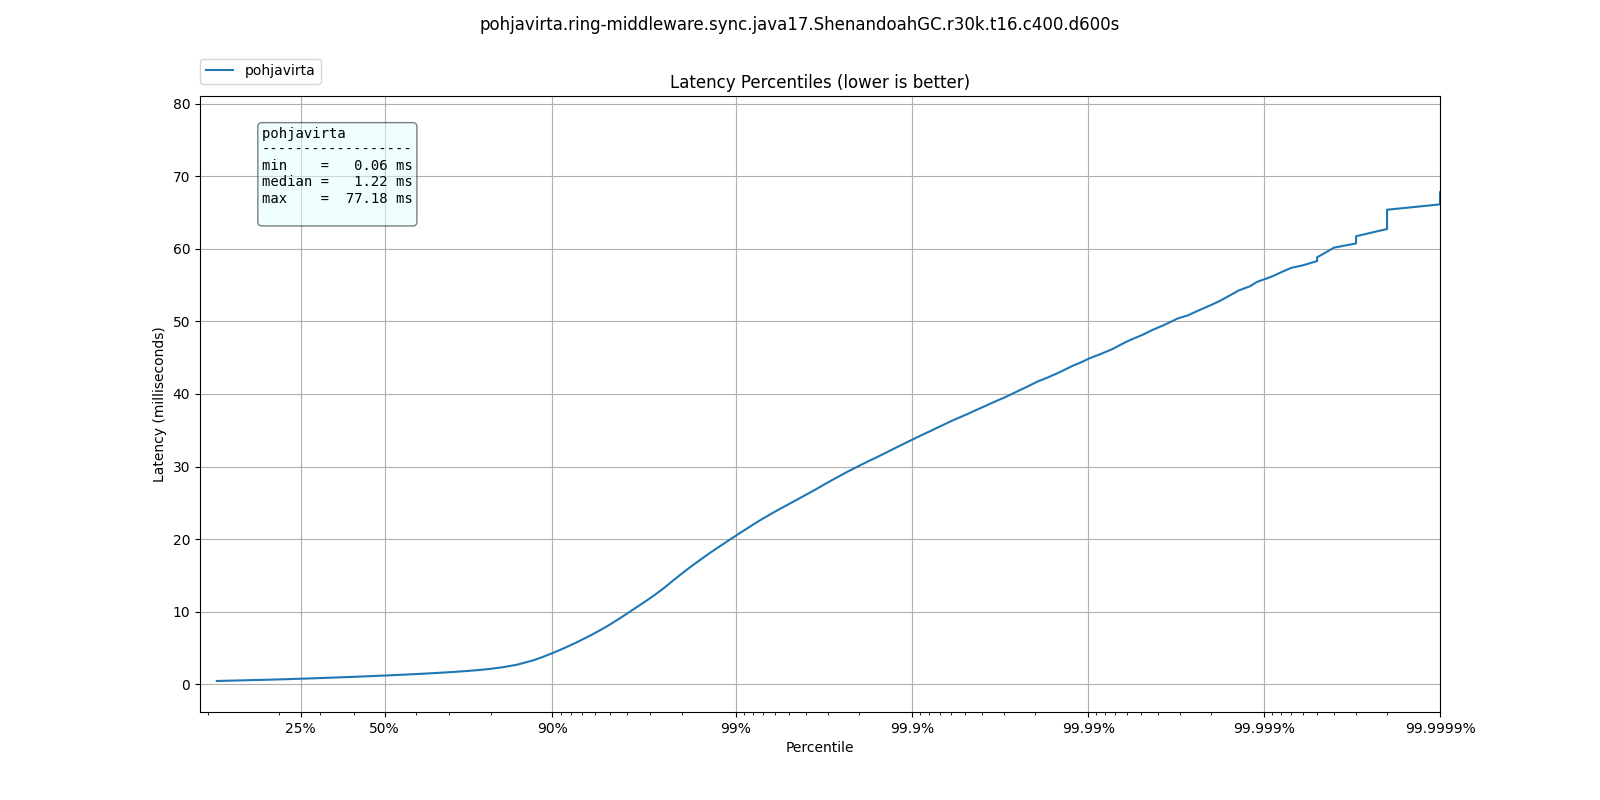 pohjavirta.ring-middleware.sync.java17.ShenandoahGC.r30k.t16.c400.d600s
pohjavirta
Latency Percentiles (lower is better)
80
70
60
50
40
30
20
10
0
Latency (milliseconds)
pohjavirta
------------------
min    =   0.06 ms
median =   1.22 ms
max    =  77.18 ms
25% 50% 90% 99% 99.9% 99.99% 99.999% 99.9999%
Percentile